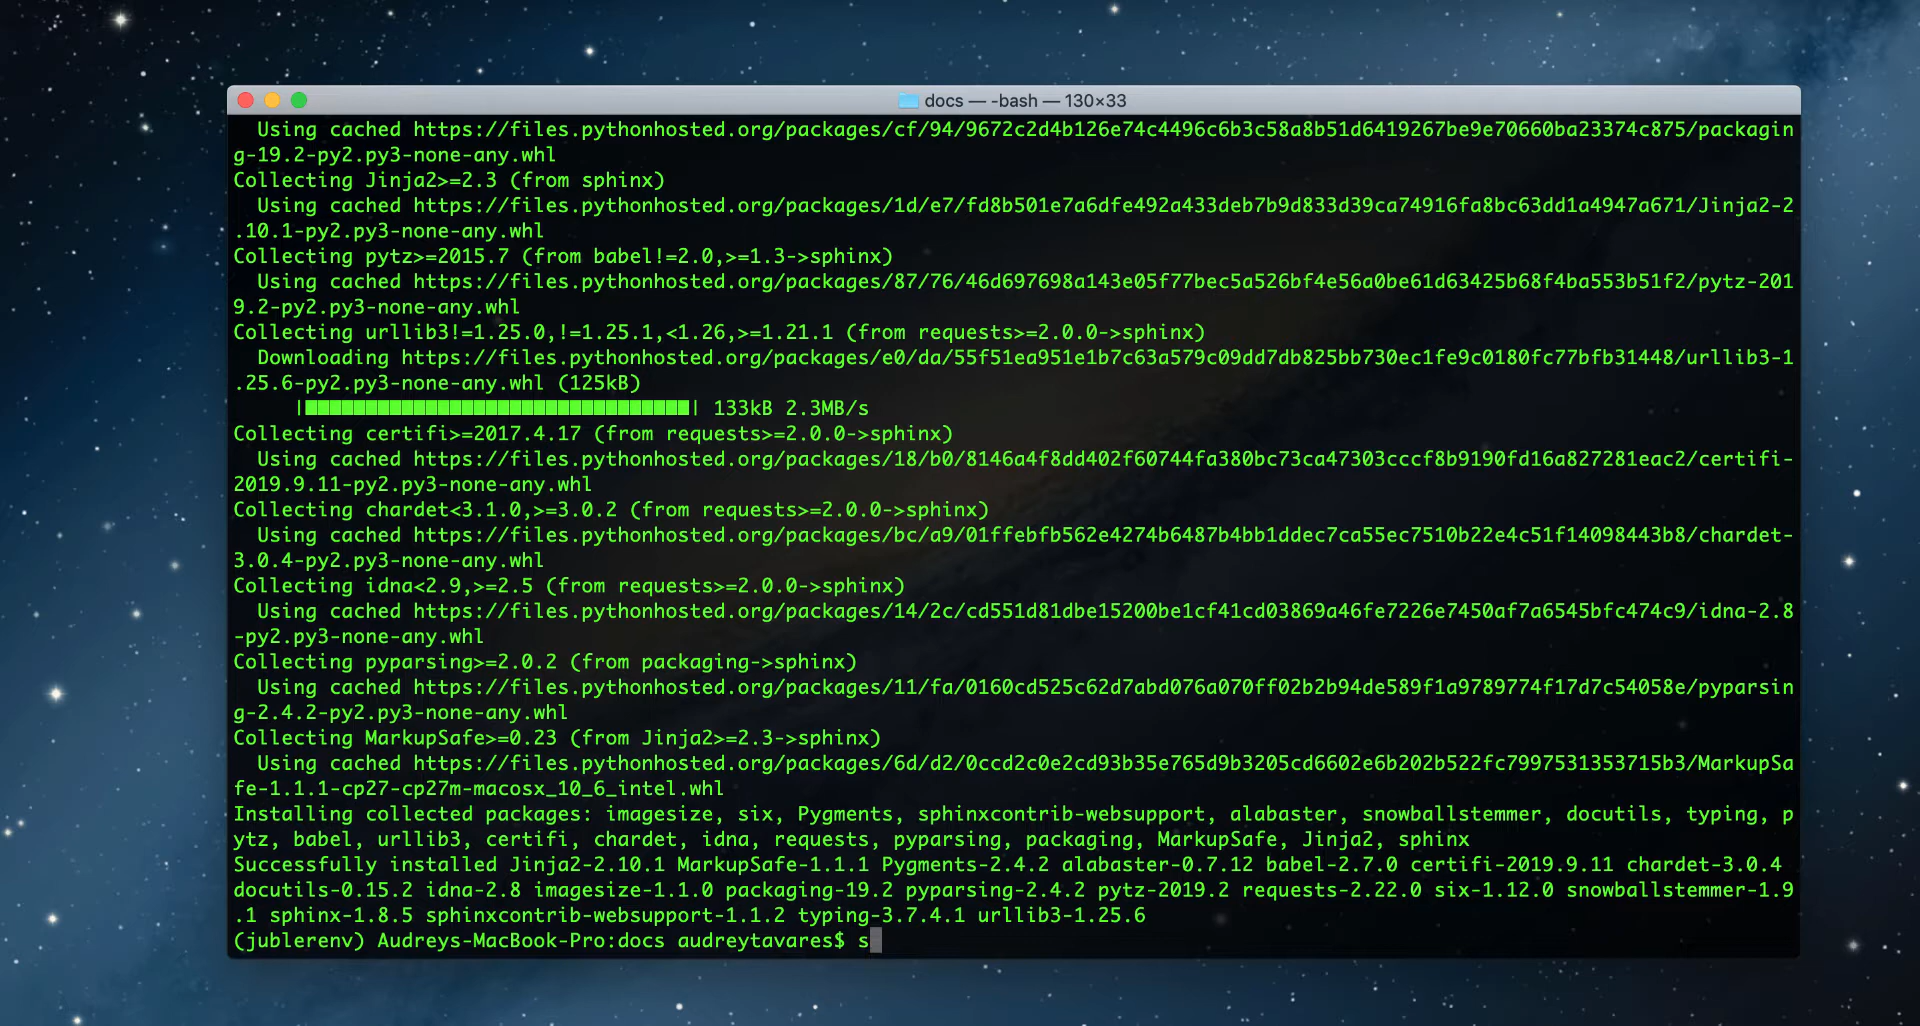 docs — -bash — 130×33
Using cached https://files.pythonhosted.org/packages/cf/94/9672c2d4b126e74c4496c6b3c58a8b51d6419267be9e70660ba23374c875/packagin
g-19.2-py2.py3-none-any.whl
Collecting Jinja2>=2.3 (from sphinx)
Using cached https://files.pythonhosted.org/packages/1d/e7/fd8b501e7a6dfe492a433deb7b9d833d39ca74916fa8bc63dd1a4947a671/Jinja2-2
.10.1-py2.py3-none-any.whl
Collecting pytz>=2015.7 (from babel!=2.0,>=1.3->sphinx)
Using cached https://files.pythonhosted.org/packages/87/76/46d697698a143e05f77bec5a526bf4e56a0be61d63425b68f4ba553b51f2/pytz-201
9.2-py2.py3-none-any.whl
Collecting urllib3!=1.25.0,!=1.25.1,<1.26,>=1.21.1 (from requests>=2.0.0->sphinx)
Downloading https://files.pythonhosted.org/packages/e0/da/55f51ea951e1b7c63a579c09dd7db825bb730ec1fe9c0180fc77bfb31448/urllib3-1
.25.6-py2.py3-none-any.whl (125kB)
|████████████████████████████████| 133kB 2.3MB/s
Collecting certifi>=2017.4.17 (from requests>=2.0.0->sphinx)
Using cached https://files.pythonhosted.org/packages/18/b0/8146a4f8dd402f60744fa380bc73ca47303cccf8b9190fd16a827281eac2/certifi-
2019.9.11-py2.py3-none-any.whl
Collecting chardet<3.1.0,>=3.0.2 (from requests>=2.0.0->sphinx)
Using cached https://files.pythonhosted.org/packages/bc/a9/01ffebfb562e4274b6487b4bb1ddec7ca55ec7510b22e4c51f14098443b8/chardet-
3.0.4-py2.py3-none-any.whl
Collecting idna<2.9,>=2.5 (from requests>=2.0.0->sphinx)
Using cached https://files.pythonhosted.org/packages/14/2c/cd551d81dbe15200be1cf41cd03869a46fe7226e7450af7a6545bfc474c9/idna-2.8
-py2.py3-none-any.whl
Collecting pyparsing>=2.0.2 (from packaging->sphinx)
Using cached https://files.pythonhosted.org/packages/11/fa/0160cd525c62d7abd076a070ff02b2b94de589f1a9789774f17d7c54058e/pyparsin
g-2.4.2-py2.py3-none-any.whl
Collecting MarkupSafe>=0.23 (from Jinja2>=2.3->sphinx)
Using cached https://files.pythonhosted.org/packages/6d/d2/0ccd2c0e2cd93b35e765d9b3205cd6602e6b202b522fc7997531353715b3/MarkupSa
fe-1.1.1-cp27-cp27m-macosx_10_6_intel.whl
Installing collected packages: imagesize, six, Pygments, sphinxcontrib-websupport, alabaster, snowballstemmer, docutils, typing, p
ytz, babel, urllib3, certifi, chardet, idna, requests, pyparsing, packaging, MarkupSafe, Jinja2, sphinx
Successfully installed Jinja2-2.10.1 MarkupSafe-1.1.1 Pygments-2.4.2 alabaster-0.7.12 babel-2.7.0 certifi-2019.9.11 chardet-3.0.4
docutils-0.15.2 idna-2.8 imagesize-1.1.0 packaging-19.2 pyparsing-2.4.2 pytz-2019.2 requests-2.22.0 six-1.12.0 snowballstemmer-1.9
.1 sphinx-1.8.5 sphinxcontrib-websupport-1.1.2 typing-3.7.4.1 urllib3-1.25.6
(jublerenv) Audreys-MacBook-Pro:docs audreytavares$ s